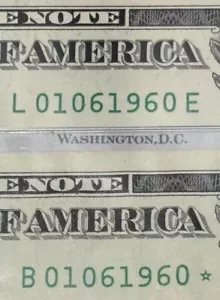 E NOTE
F AMERICA
L 01061960 E
WASHINGTON, D.C.
E NOTE
F AMERICA
B 01061960 ☆